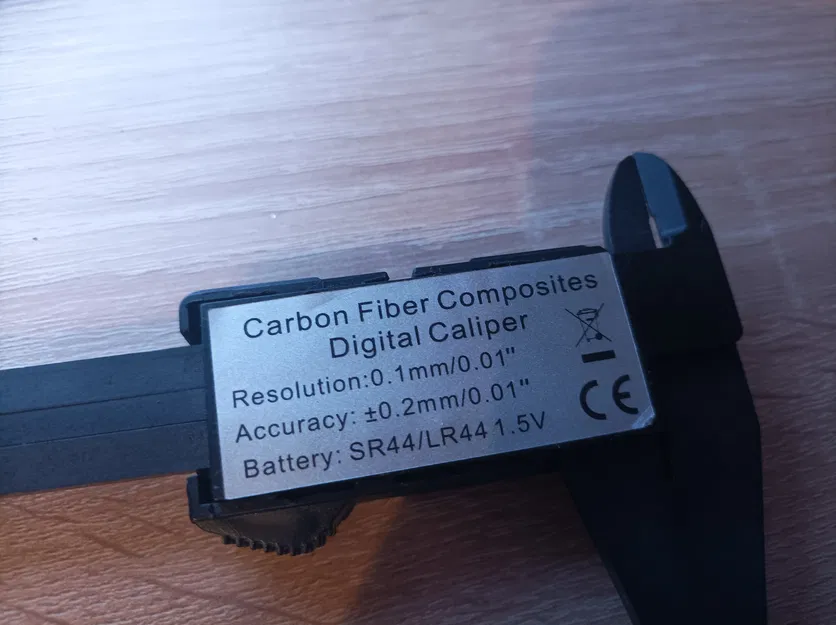 Carbon Fiber Composites
Digital Caliper
Resolution:0.1mm/0.01"
Accuracy: ±0.2mm/0.01"
Battery: SR44/LR44 1.5V
CE